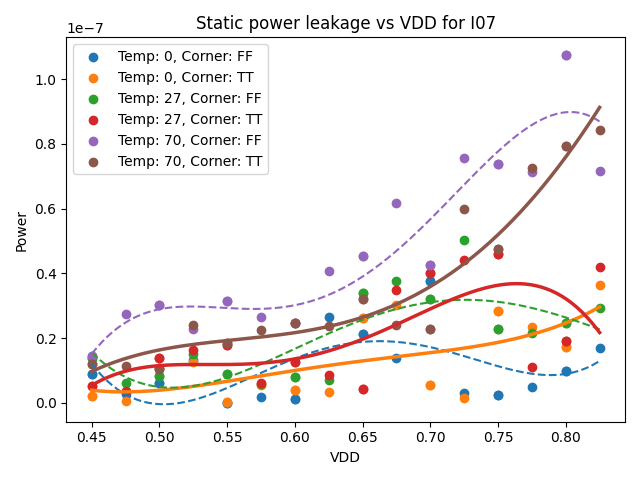 Static power leakage vs VDD for I07
1e−7
Temp: 0, Corner: FF
Temp: 0, Corner: TT
Temp: 27, Corner: FF
Temp: 27, Corner: TT
Temp: 70, Corner: FF
Temp: 70, Corner: TT
1.0
0.8
0.6
0.4
0.2
0.0
Power
0.45 0.50 0.55 0.60 0.65 0.70 0.75 0.80
VDD